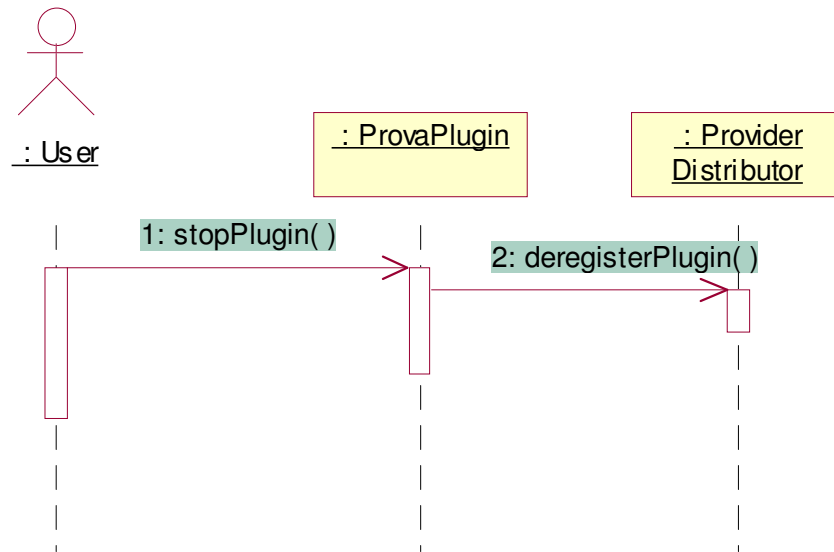 : User
: ProvaPlugin
: Provider
Distributor
1: stopPlugin( )
2: deregisterPlugin( )